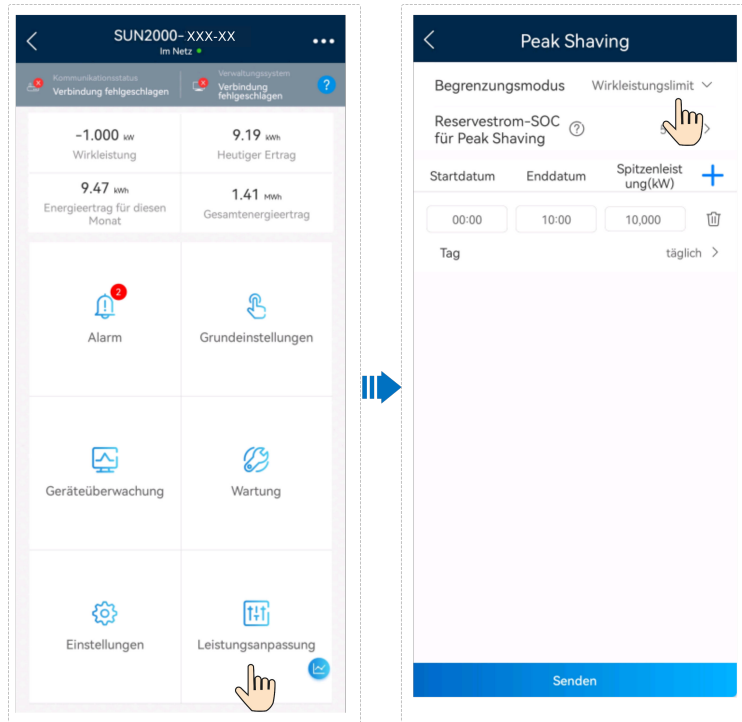 SUN2000-XXX-XX
Im Netz
Kommunikationsstatus
Verbindung fehlgeschlagen
Verwaltungssystem
Verbindung
fehlgeschlagen
?
-1.000 kW
Wirkleistung
9.19 kWh
Heutiger Ertrag
9.47 kWh
Energieertrag für diesen
Monat
1.41 MWh
Gesamtenergieertrag
2
Alarm
Grundeinstellungen
Geräteüberwachung
Wartung
Einstellungen
Leistungsanpassung
Peak Shaving
Begrenzungsmodus Wirkleistungslimit
Reservestrom-SOC
für Peak Shaving ?
Startdatum Enddatum Spitzenleist
ung(kW)
00:00 10:00 10,000
Tag täglich
Senden